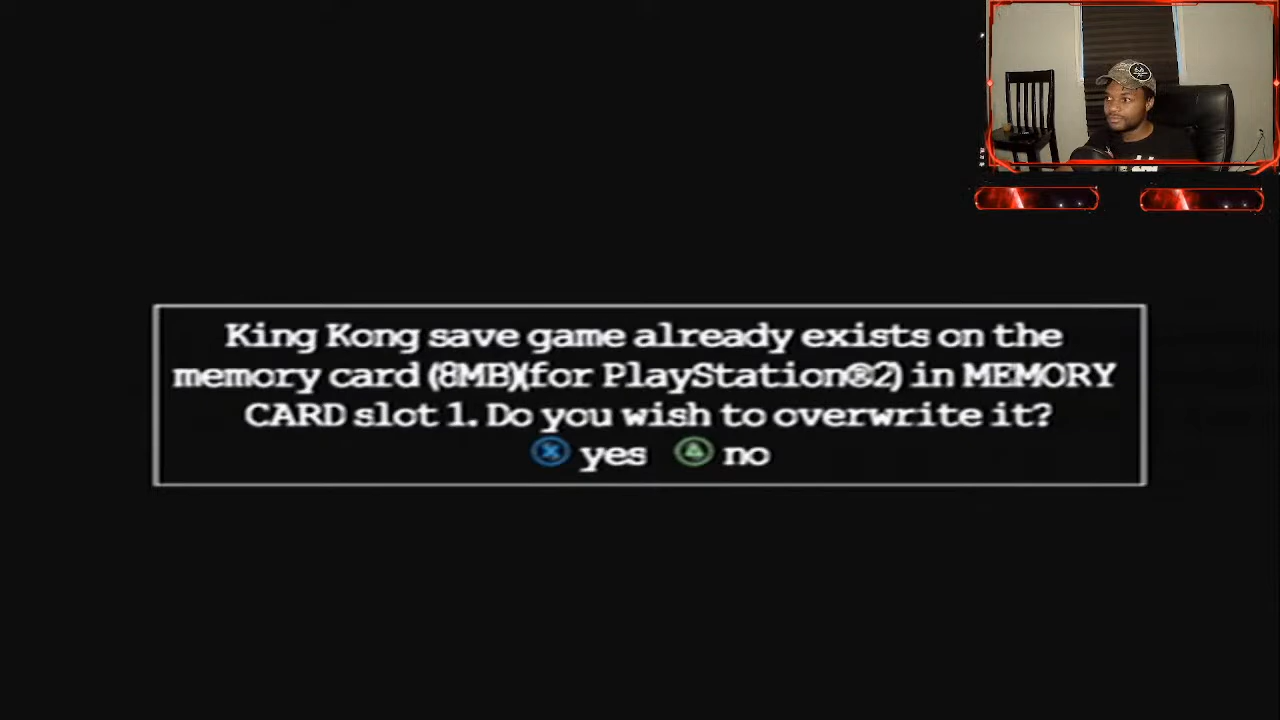 King Kong save game already exists on the
memory card (8MB)(for PlayStation®2) in MEMORY
CARD slot 1. Do you wish to overwrite it?
yes no